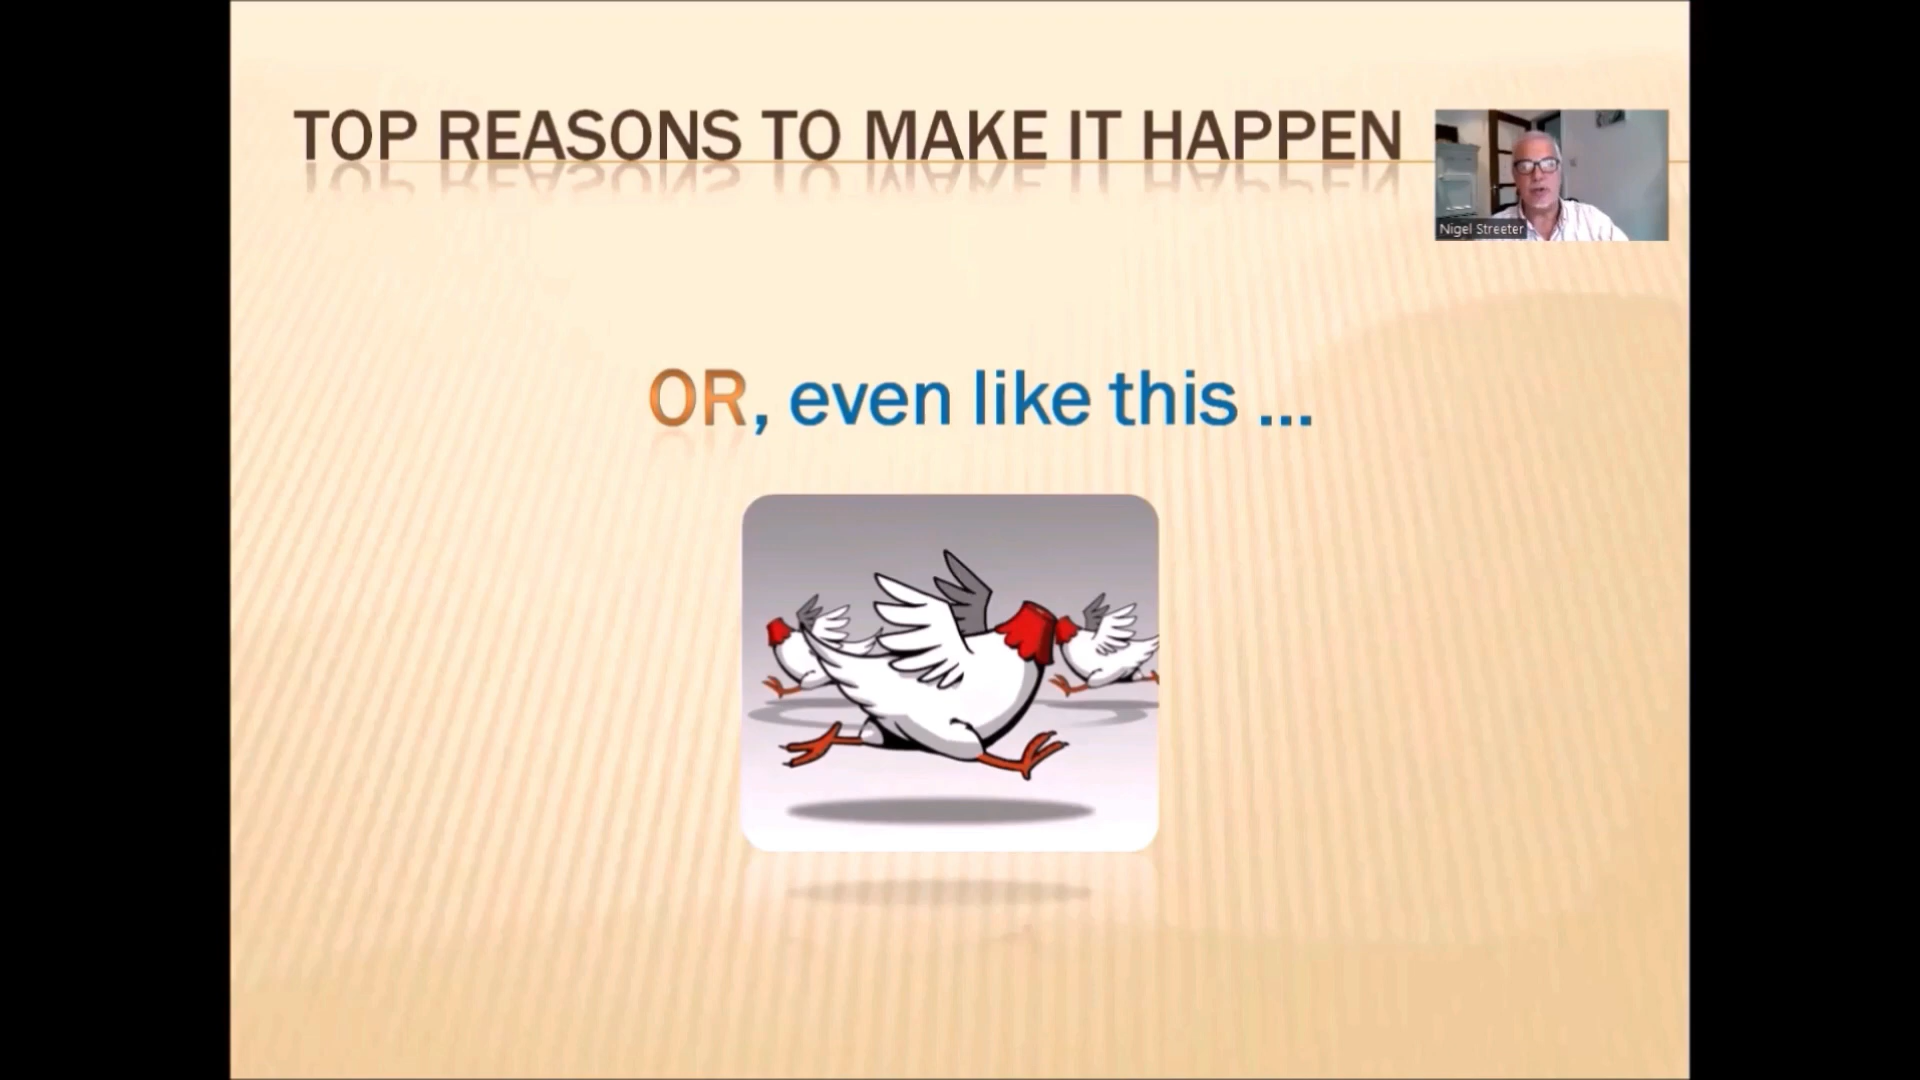 TOP REASONS TO MAKE IT HAPPEN
Nigel Streeter
OR, even like this ...